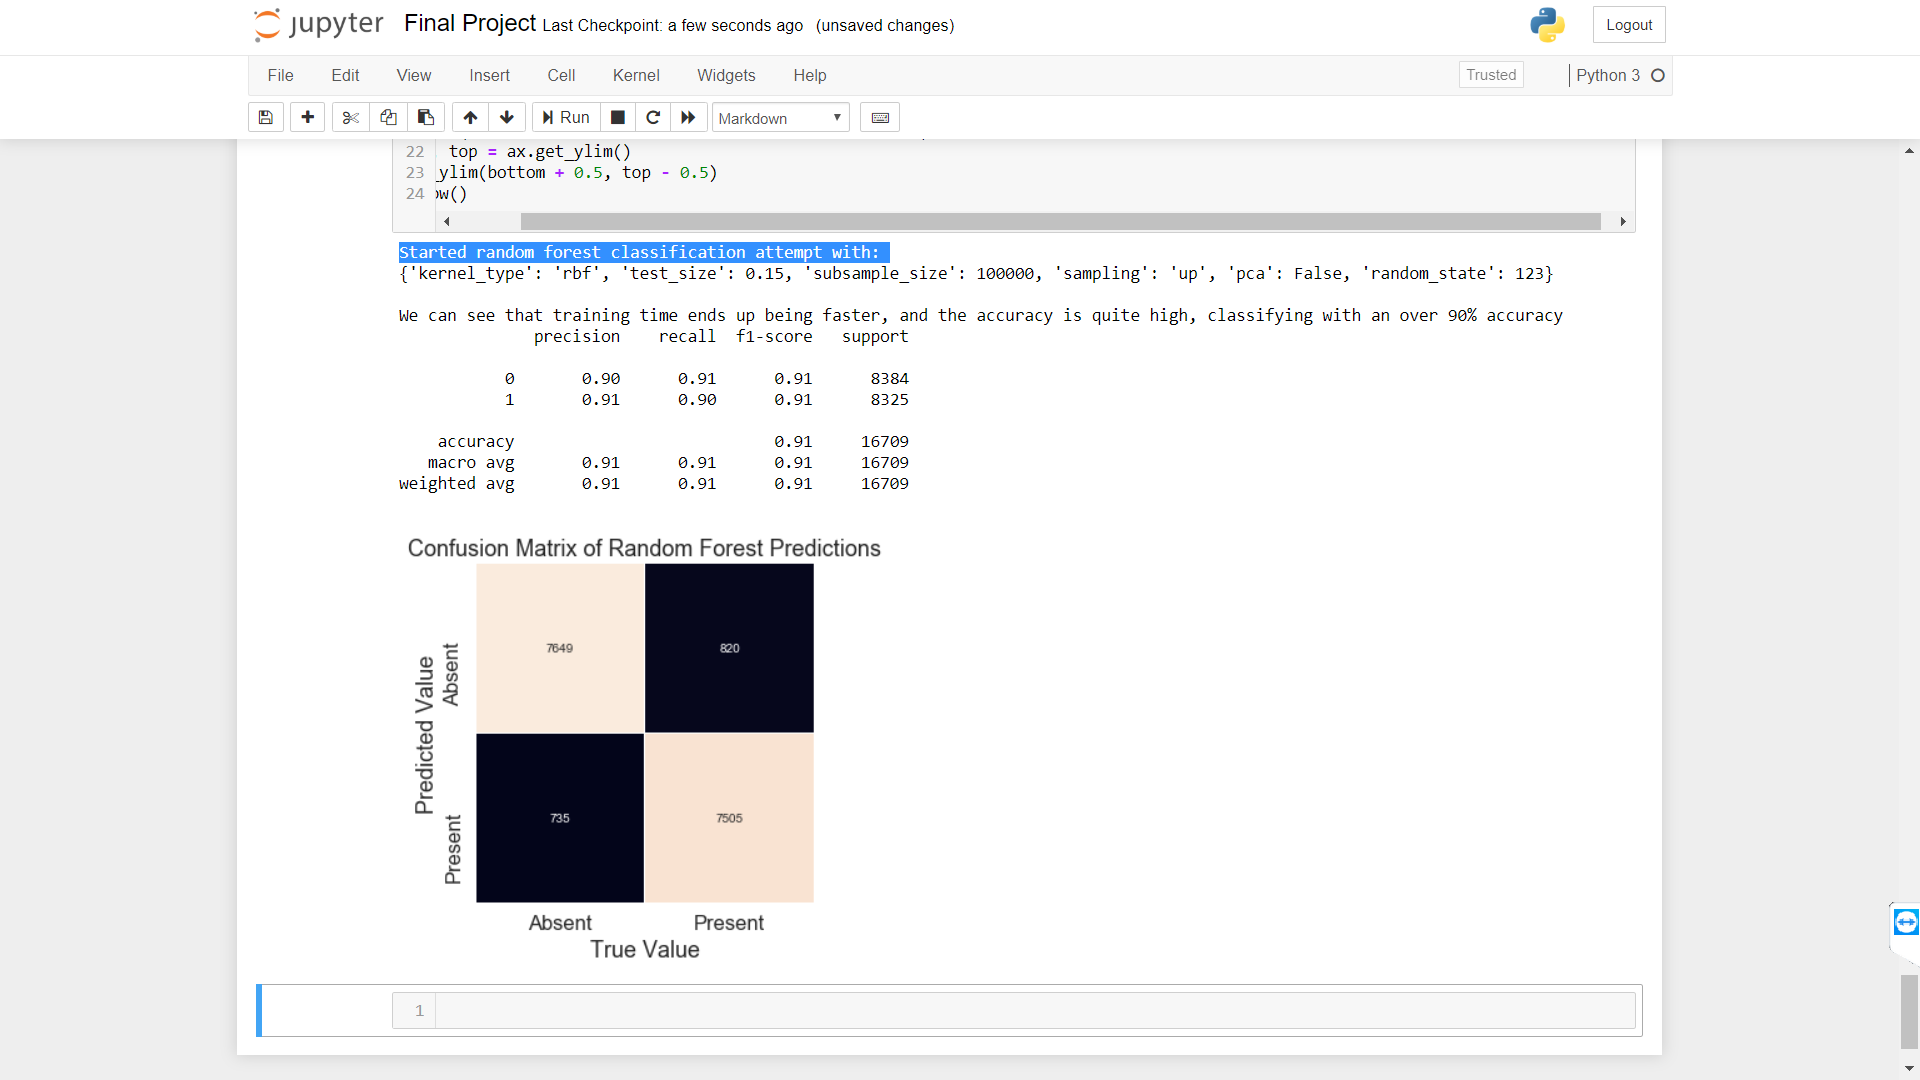 jupyter Final Project Last Checkpoint: a few seconds ago (unsaved changes) Logout
File Edit View Insert Cell Kernel Widgets Help Trusted Python 3
Run Markdown
22 top = ax.get_ylim()
23 _ylim(bottom + 0.5, top - 0.5)
24 ow()
Started random forest classification attempt with:
{'kernel_type': 'rbf', 'test_size': 0.15, 'subsample_size': 100000, 'sampling': 'up', 'pca': False, 'random_state': 123}
We can see that training time ends up being faster, and the accuracy is quite high, classifying with an over 90% accuracy
precision recall f1-score support
0 0.90 0.91 0.91 8384
1 0.91 0.90 0.91 8325
accuracy 0.91 16709
macro avg 0.91 0.91 0.91 16709
weighted avg 0.91 0.91 0.91 16709
Confusion Matrix of Random Forest Predictions
Predicted Value
Absent
7649 820
Present
735 7505
Absent Present
True Value
1